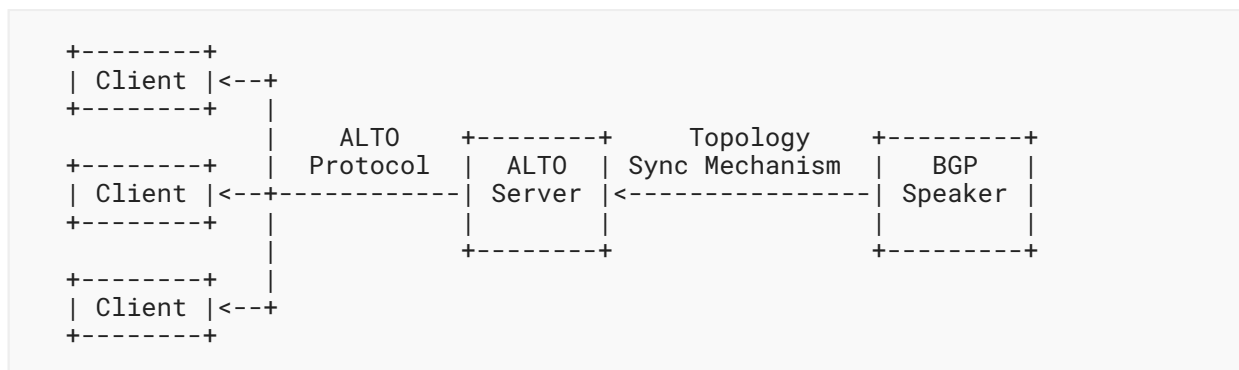 +--------+
| Client |<--+
+--------+   |
             |    ALTO    +--------+     Topology    +---------+
+--------+   |  Protocol  |  ALTO  | Sync Mechanism  |   BGP   |
| Client |<--+------------| Server |<----------------| Speaker |
+--------+   |            |        |                 |         |
             |            +--------+                 +---------+
+--------+   |
| Client |<--+
+--------+